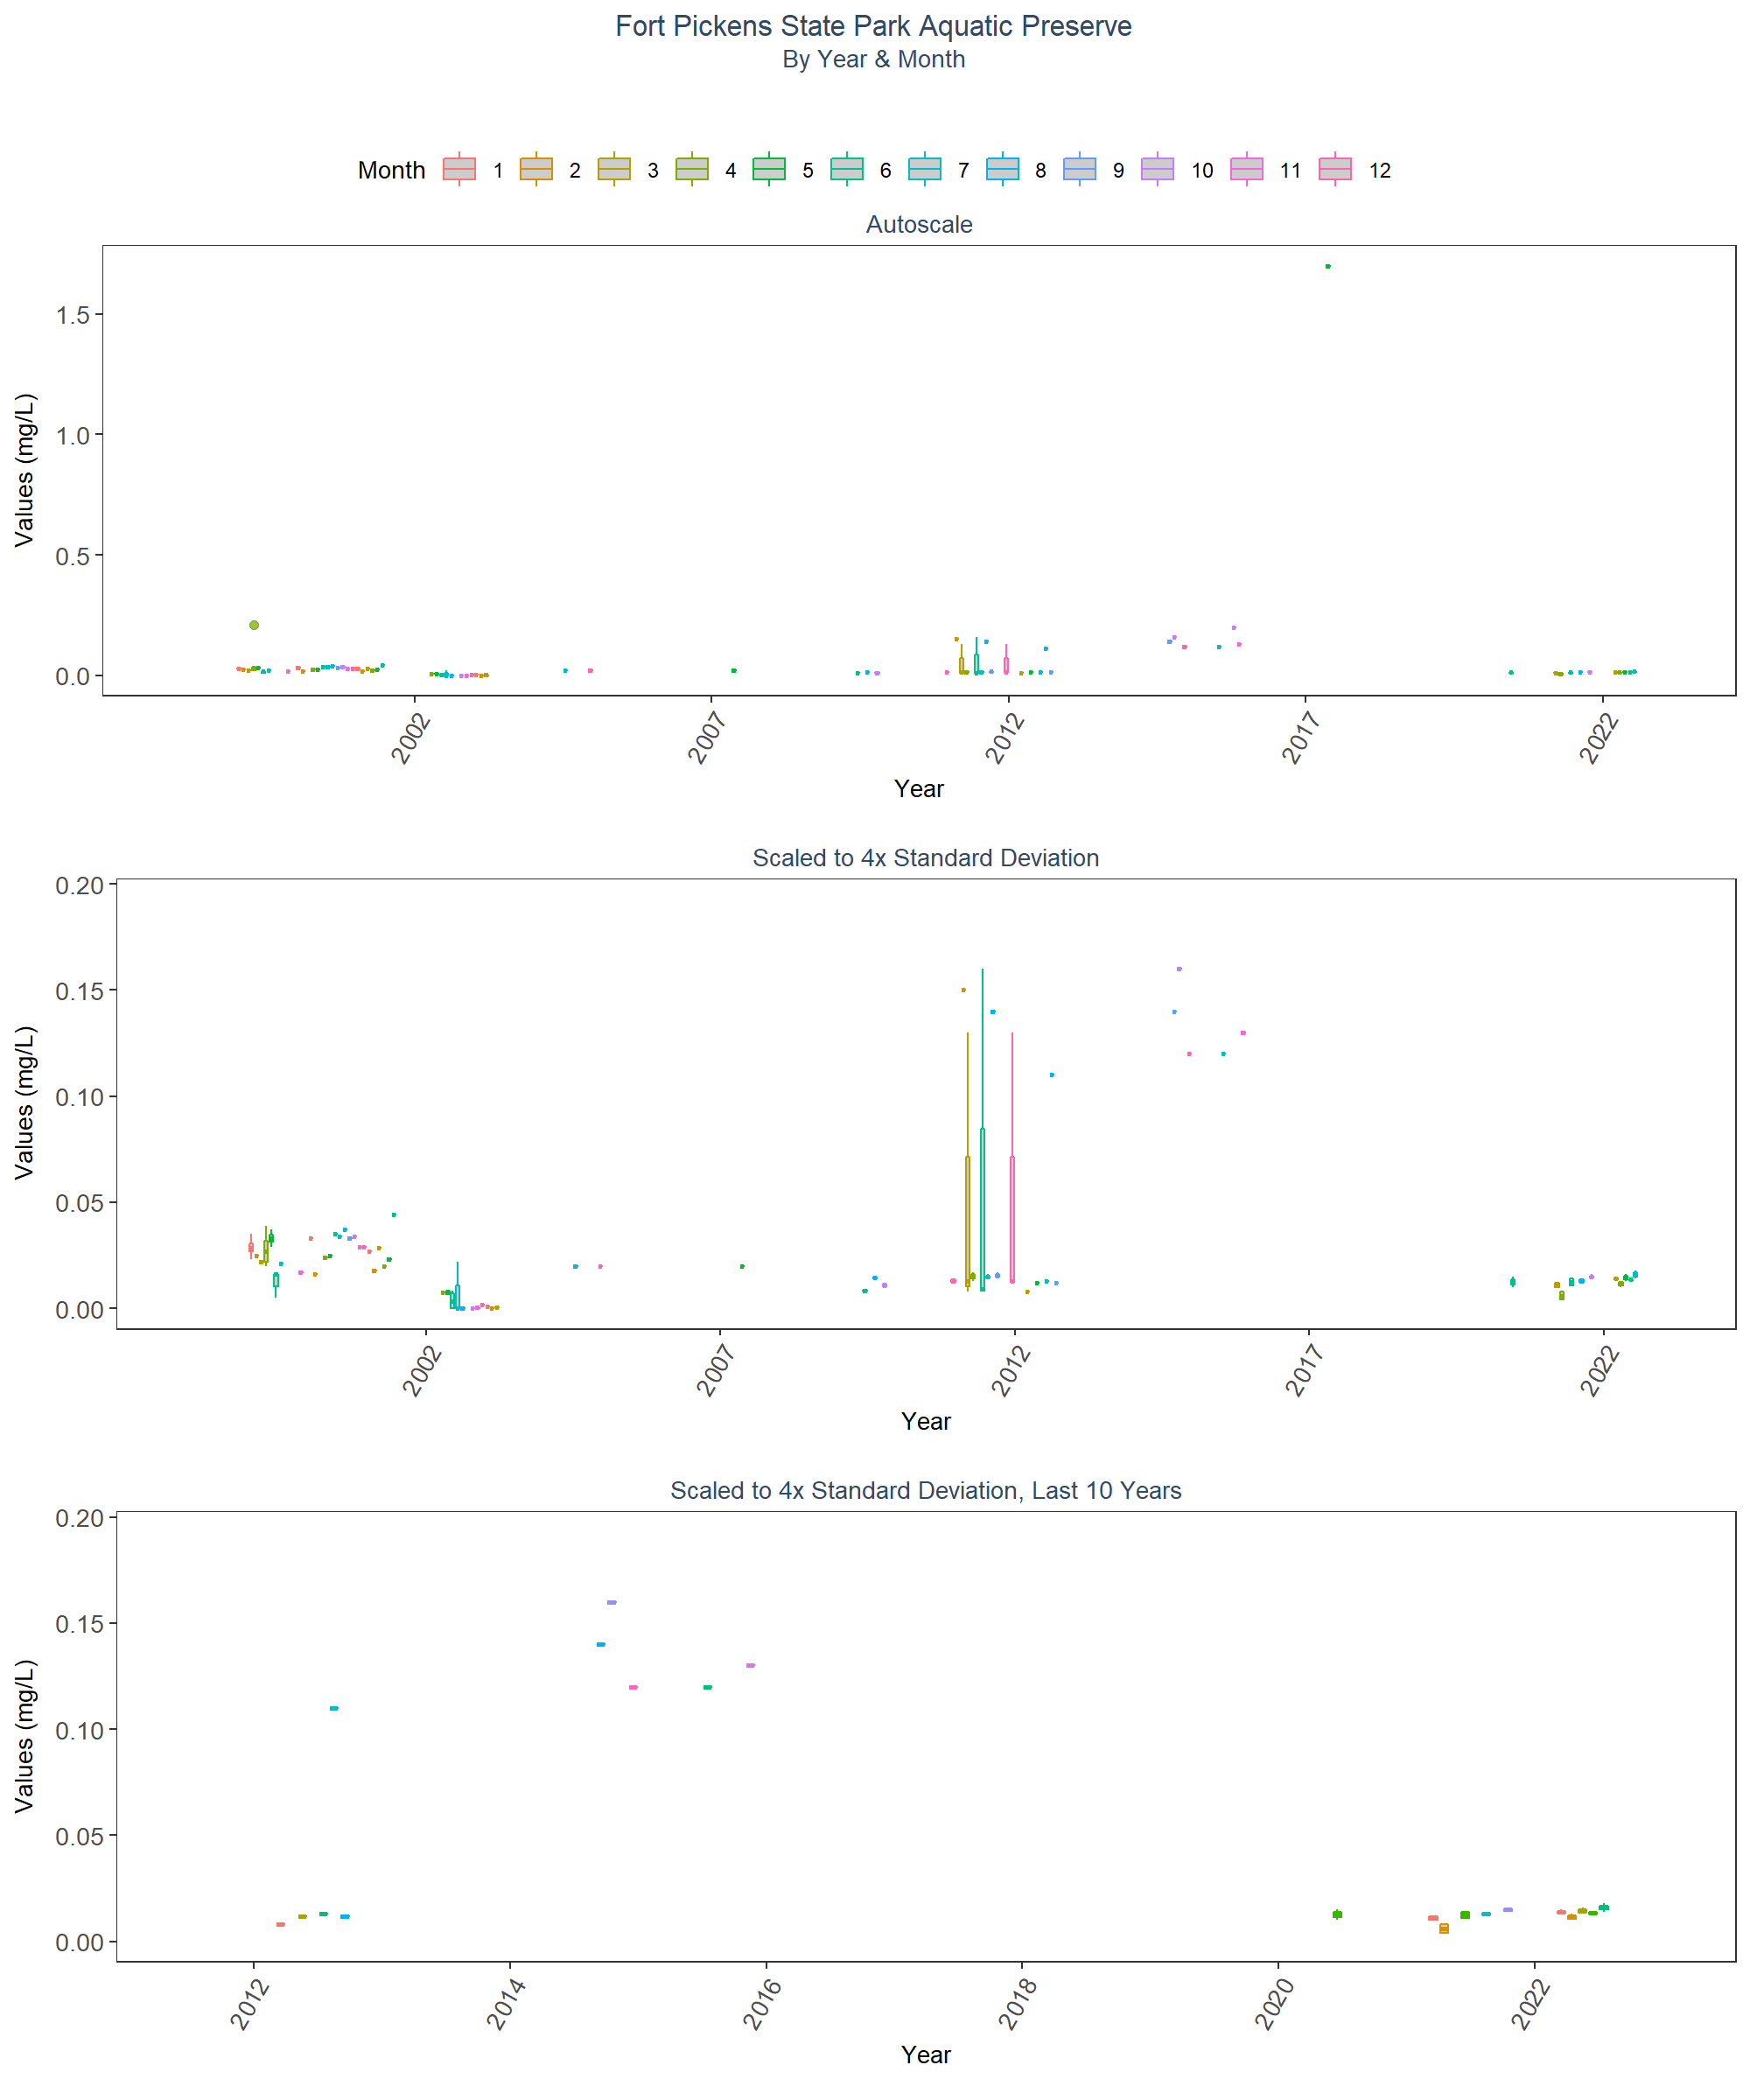 Fort Pickens State Park Aquatic Preserve
By Year & Month
Month 1 2 3 4 5 6 7 8 9 10 11 12
Autoscale
Values (mg/L)
1.5
1.0
0.5
0.0
2002 2007 2012 2017 2022
Year
Scaled to 4x Standard Deviation
Values (mg/L)
0.20
0.15
0.10
0.05
0.00
2002 2007 2012 2017 2022
Year
Scaled to 4x Standard Deviation, Last 10 Years
Values (mg/L)
0.20
0.15
0.10
0.05
0.00
2012 2014 2016 2018 2020 2022
Year